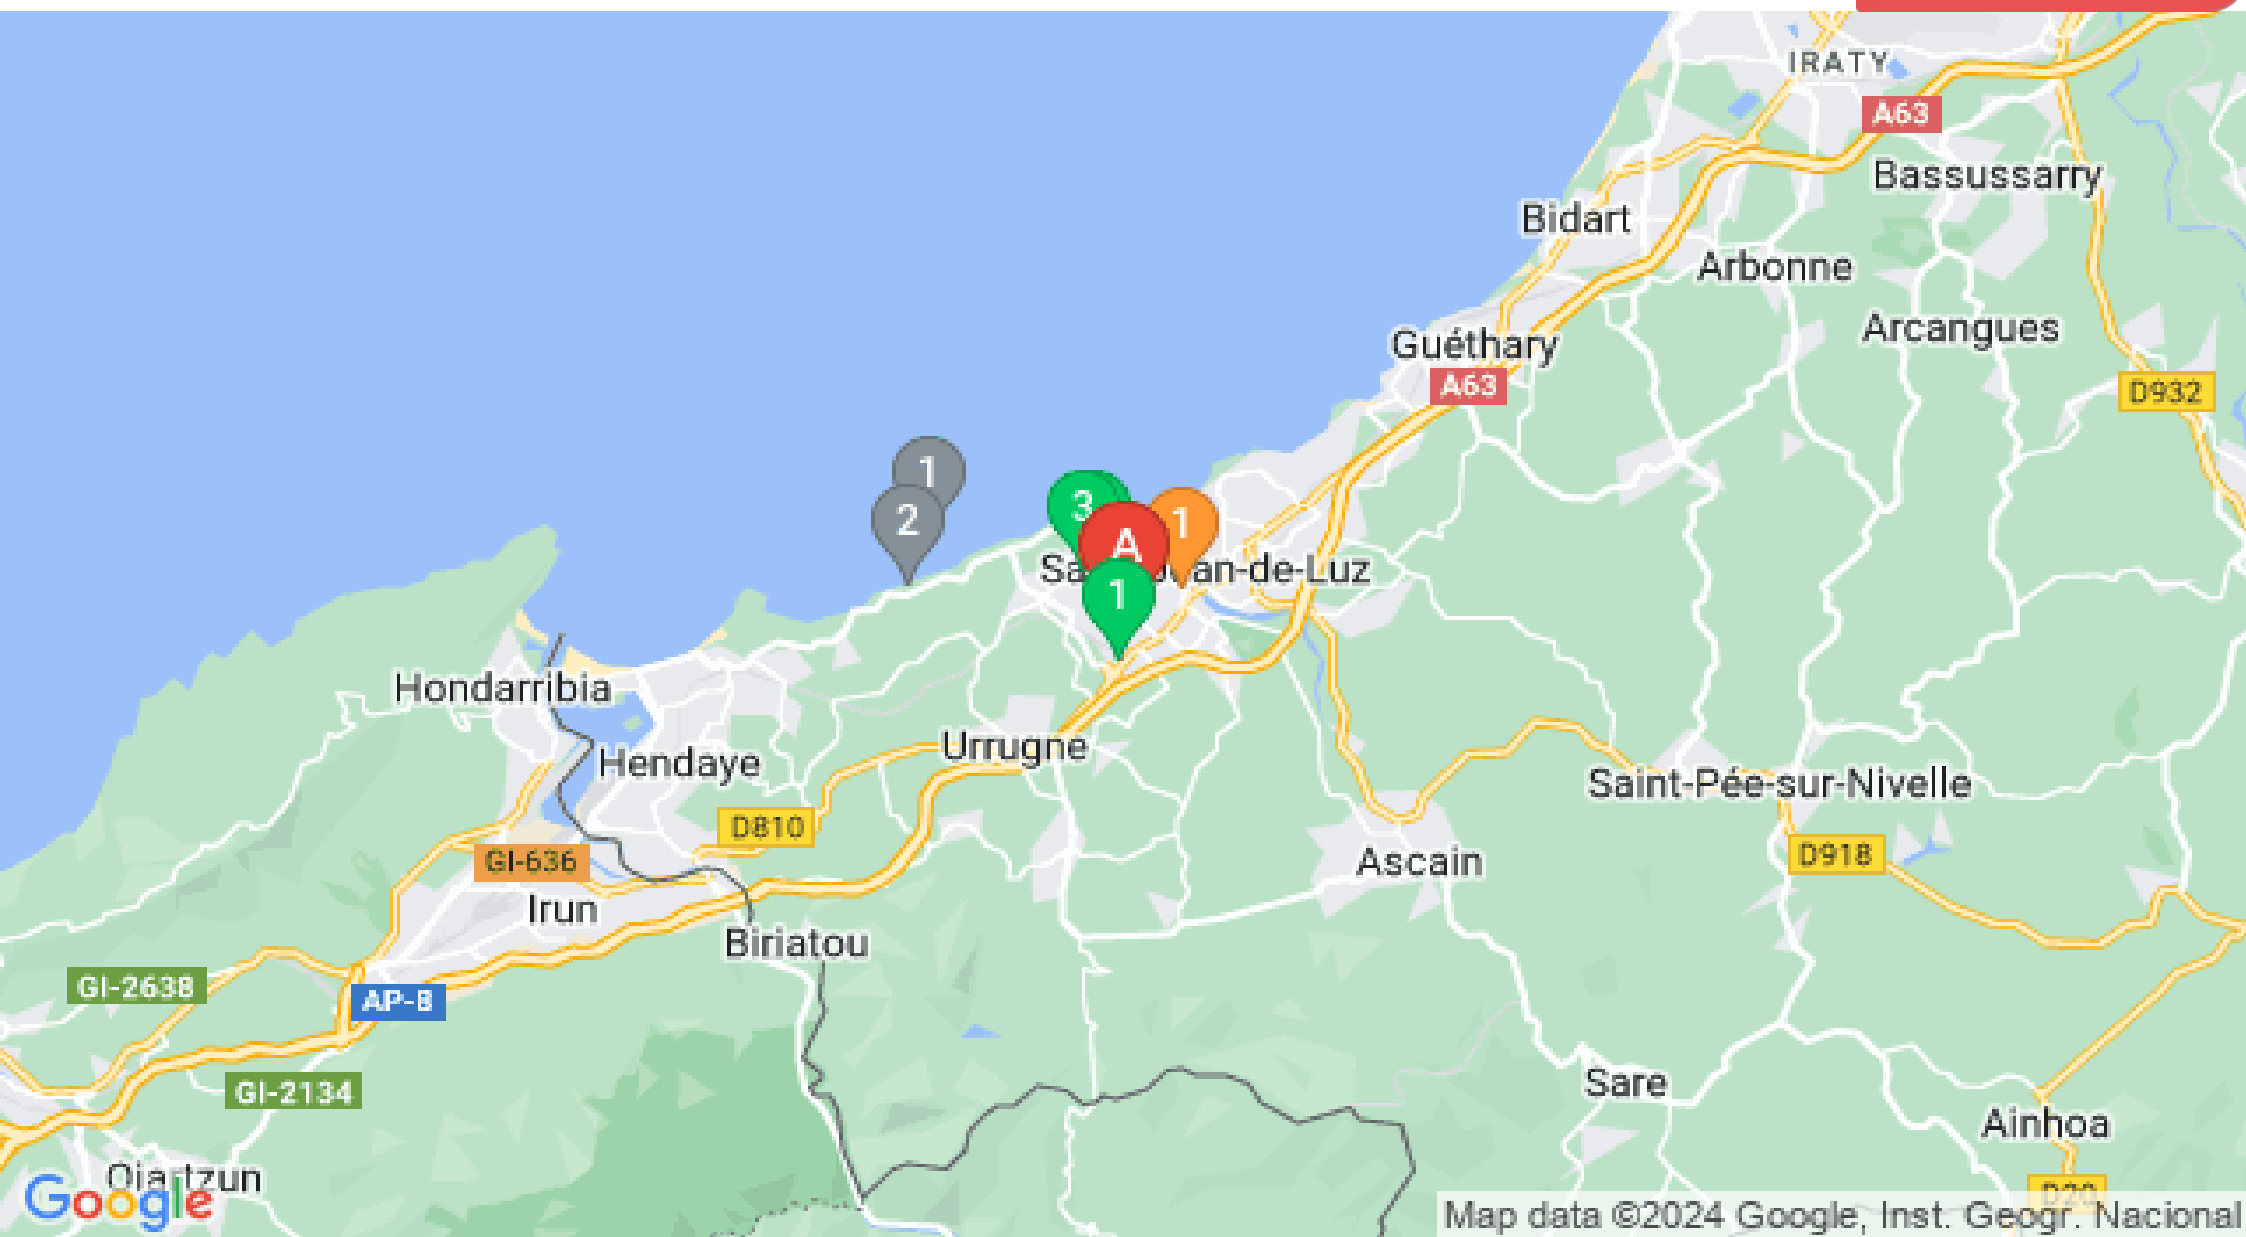 IRATY
A63
Bassussarry
Bidart
Arbonne
Arcangues
Guéthary
A63
D932
1
2
3
1
A
1
Hondarribia
Urrugne
Hendaye
Saint-Pée-sur-Nivelle
D810
D918
GI-636
Ascain
Irun
Biriatou
GI-2638
AP-8
GI-2134
Sare
Ainhoa
Oiartzun
D20
Google
Map data ©2024 Google, Inst. Geogr. Nacional